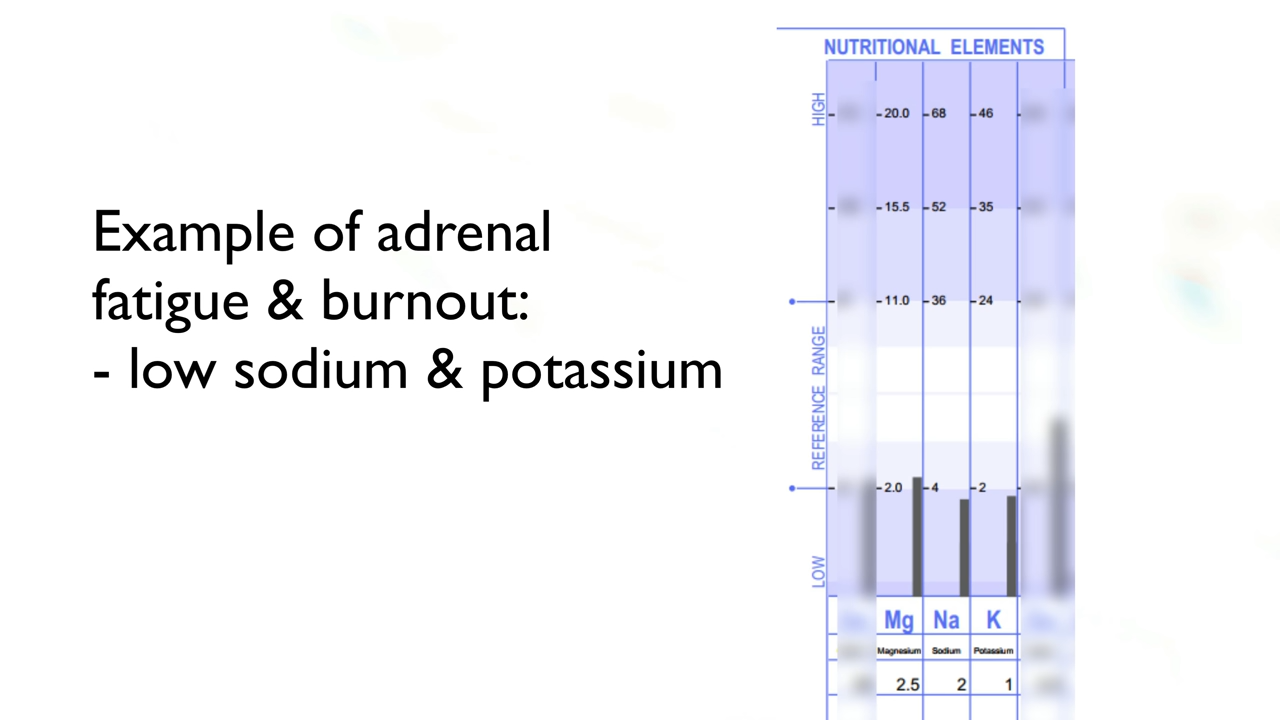 Example of adrenal
fatigue & burnout:
- low sodium & potassium
NUTRITIONAL ELEMENTS
HIGH
20.0 68 46
15.5 52 35
11.0 36 24
REFERENCE RANGE
2.0 4 2
LOW
Mg Na K
Magnesium Sodium Potassium
2.5 2 1